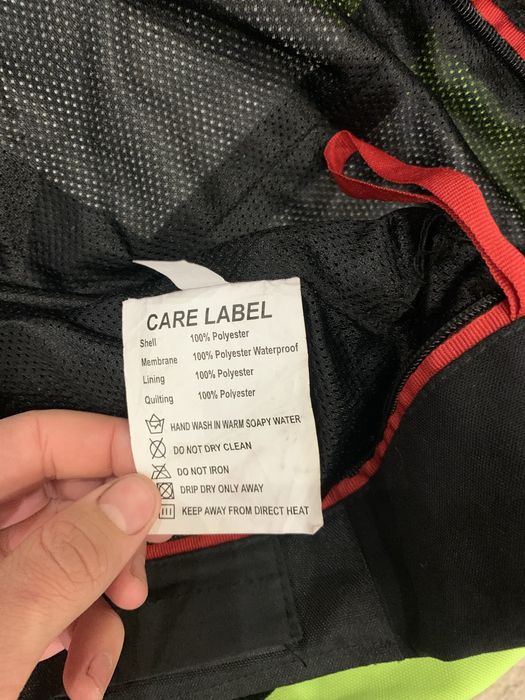 CARE LABEL
Shell 100% Polyester
Membrane 100% Polyester Waterproof
Lining 100% Polyester
Quilting 100% Polyester
HAND WASH IN WARM SOAPY WATER
DO NOT DRY CLEAN
DO NOT IRON
DRIP DRY ONLY AWAY
KEEP AWAY FROM DIRECT HEAT